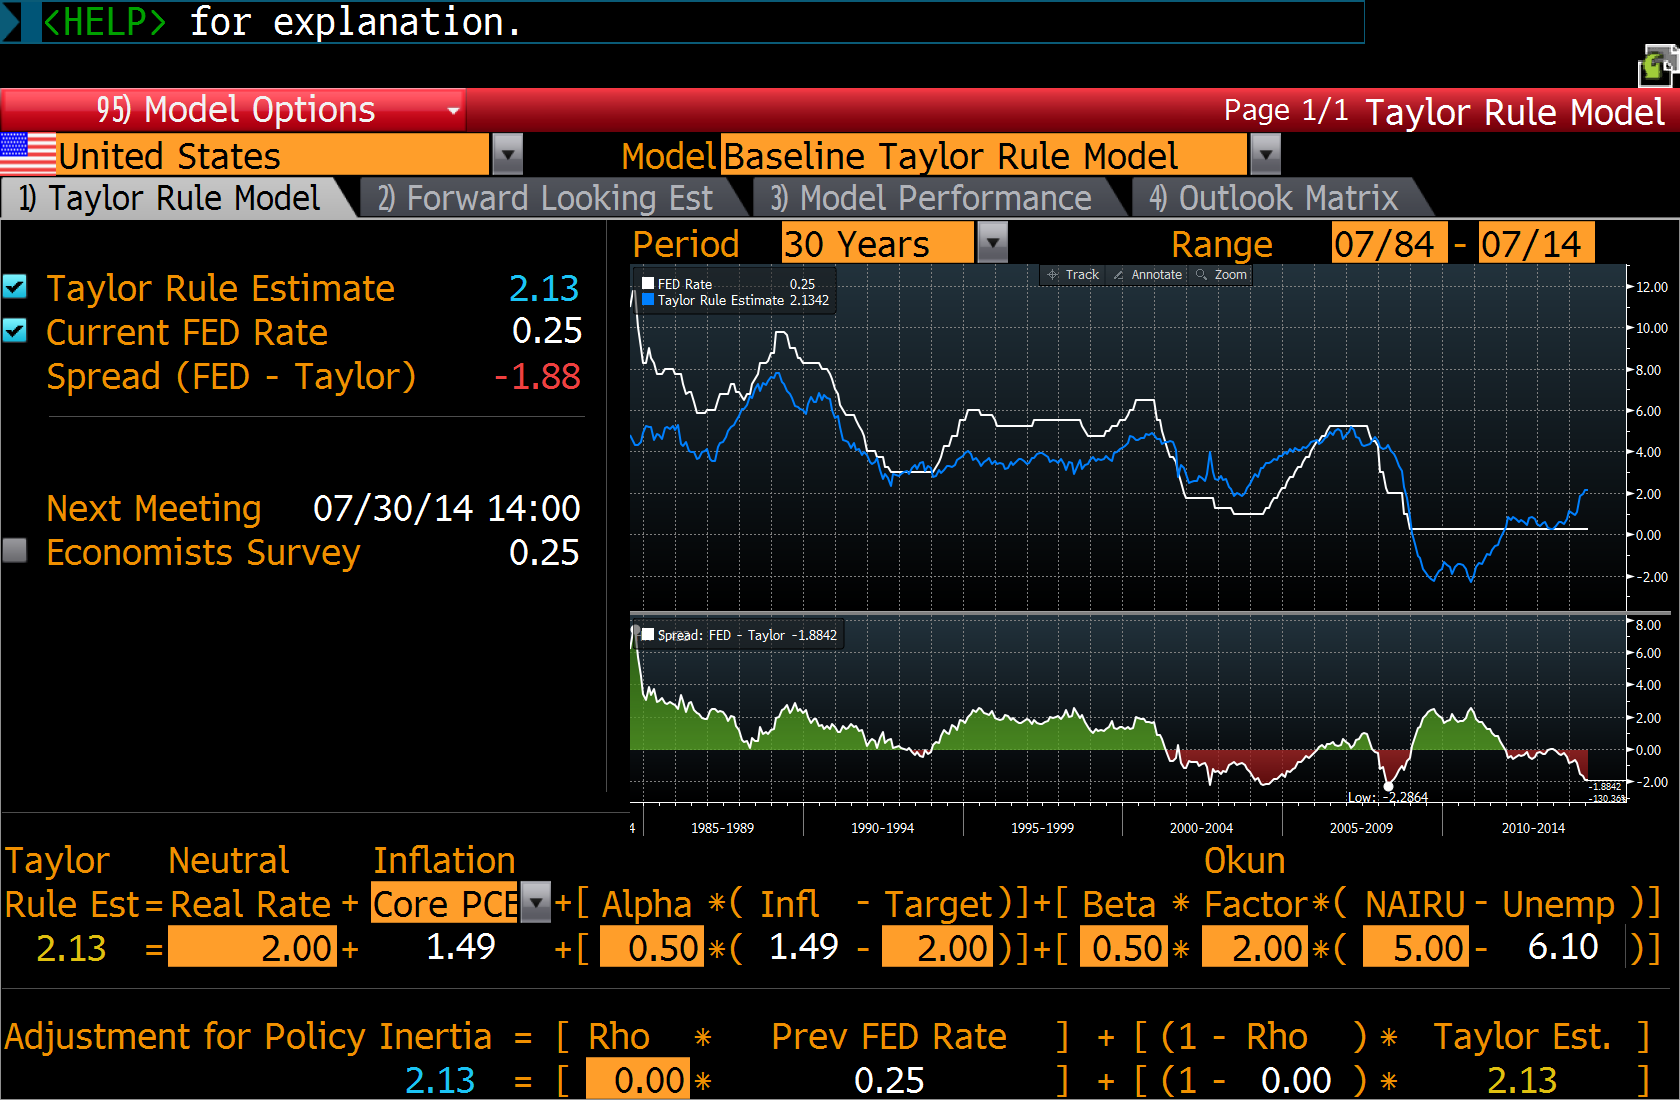 <HELP> for explanation.
95) Model Options Page 1/1 Taylor Rule Model
United States Model Baseline Taylor Rule Model
1) Taylor Rule Model 2) Forward Looking Est 3) Model Performance 4) Outlook Matrix
Period 30 Years Range 07/84 - 07/14
Track Annotate Zoom
Taylor Rule Estimate 2.13
Current FED Rate 0.25
Spread (FED - Taylor) -1.88
Next Meeting 07/30/14 14:00
Economists Survey 0.25
FED Rate 0.25
Taylor Rule Estimate 2.1342
12.00
10.00
8.00
6.00
4.00
2.00
0.00
-2.00
Spread: FED - Taylor -1.8842
8.00
6.00
4.00
2.00
0.00
-2.00
-1.8842
-130.36%
Low: -2.2864
4 1985-1989 1990-1994 1995-1999 2000-2004 2005-2009 2010-2014
Taylor Neutral Inflation Okun
Rule Est = Real Rate + Core PCE +[ Alpha *( Infl - Target )]+[ Beta * Factor *( NAIRU - Unemp )]
2.13 = 2.00 + 1.49 +[ 0.50 *( 1.49 - 2.00 )]+[ 0.50 * 2.00 *( 5.00 - 6.10 )]
Adjustment for Policy Inertia = [ Rho * Prev FED Rate ] + [ (1 - Rho ) * Taylor Est. ]
2.13 = [ 0.00 * 0.25 ] + [ (1 - 0.00 ) * 2.13 ]